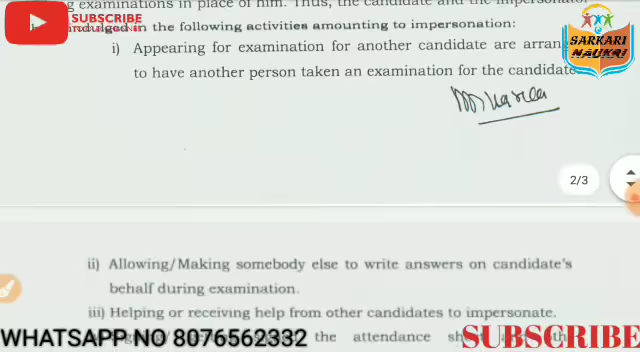 examinations in place of him. Thus, the candidate and the impersonator
in the following activities amounting to impersonation:
SUBSCRIBE
i) Appearing for examination for another candidate are
to have another person taken an examination for the candidate
SARKARI
NAUKRI
2/3
ii) Allowing/Making somebody else to write answers on candidate's
behalf during examination.
iii) Helping or receiving help from other candidates to impersonate.
the attendance
WHATSAPP NO 8076562332
SUBSCRIBE